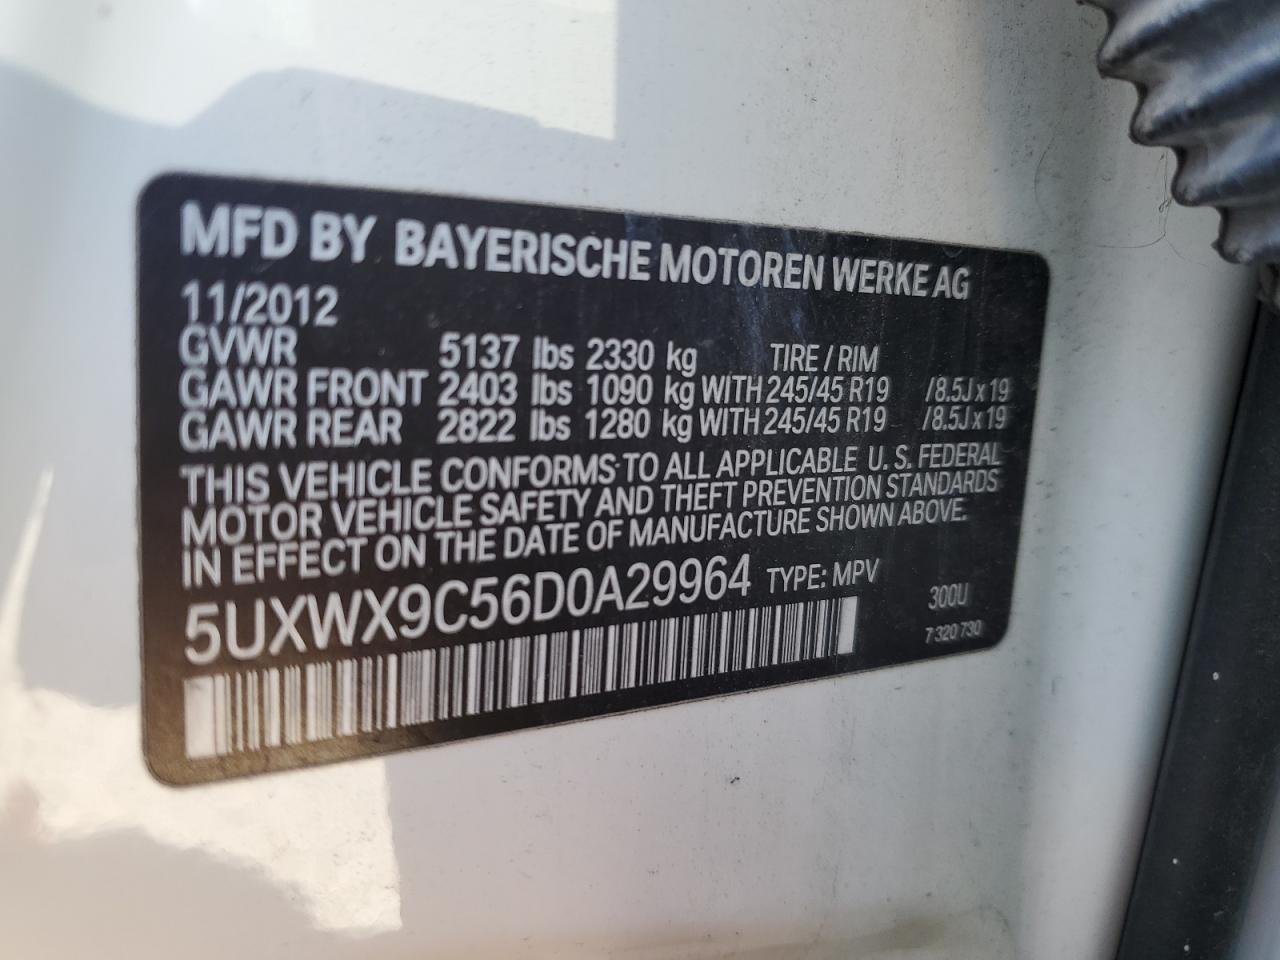 MFD BY BAYERISCHE MOTOREN WERKE AG
11/2012
GVWR 5137 lbs 2330 kg TIRE / RIM
GAWR FRONT 2403 lbs 1090 kg WITH 245/45 R19 /8.5J x 19
GAWR REAR 2822 lbs 1280 kg WITH 245/45 R19 /8.5J x 19
THIS VEHICLE CONFORMS TO ALL APPLICABLE U. S. FEDERAL
MOTOR VEHICLE SAFETY AND THEFT PREVENTION STANDARDS
IN EFFECT ON THE DATE OF MANUFACTURE SHOWN ABOVE.
5UXWX9C56D0A29964 TYPE: MPV
300U
7 320 730